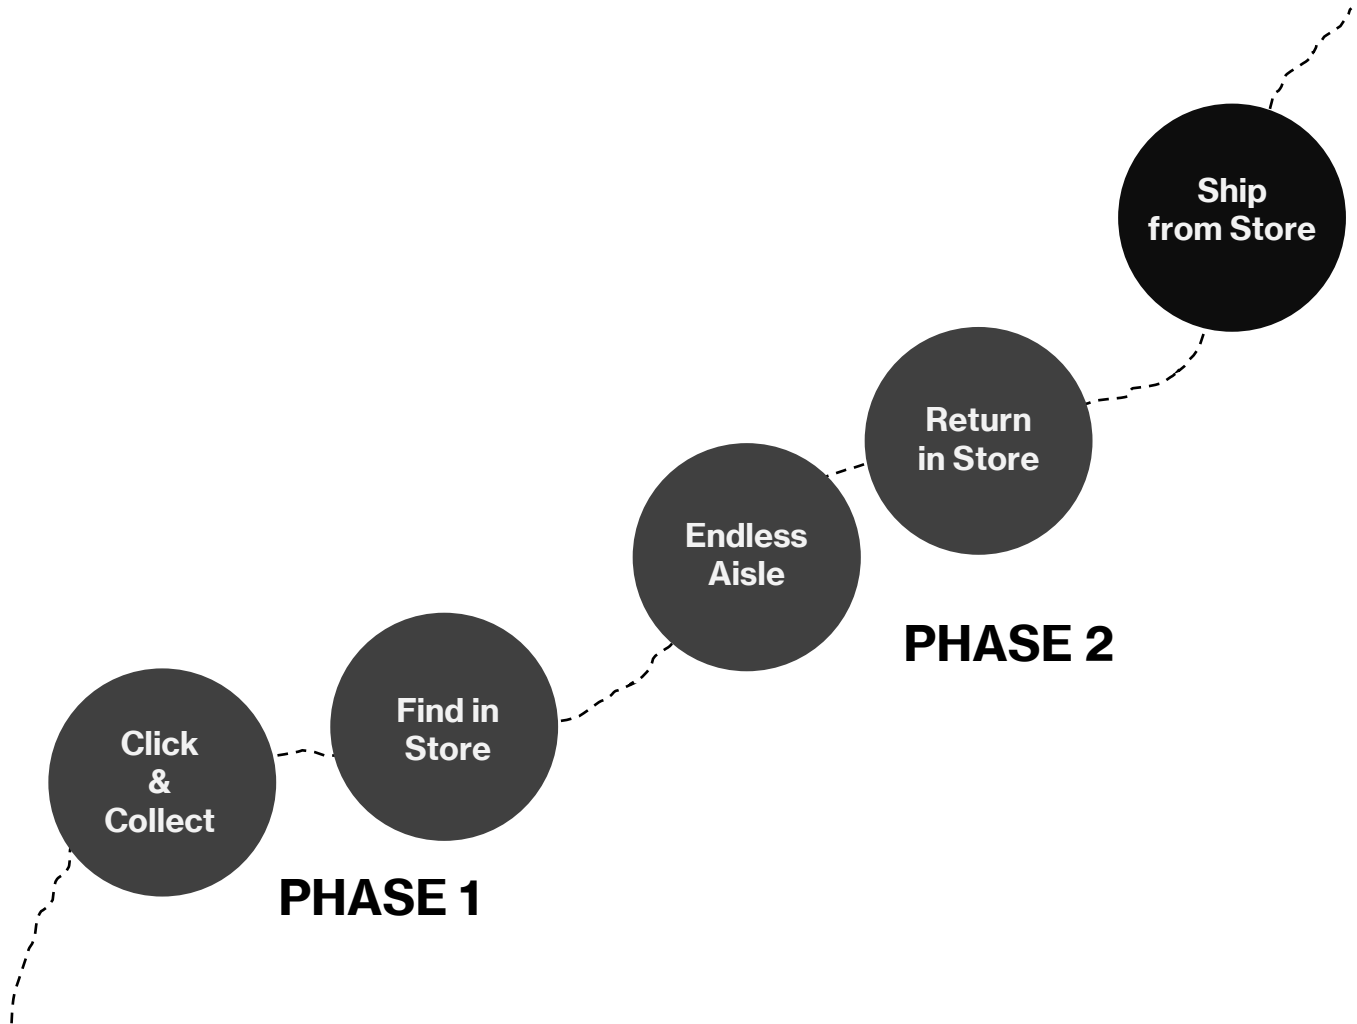 Ship
from Store
Return
in Store
Endless
Aisle
PHASE 2
Find in
Store
Click
&
Collect
PHASE 1